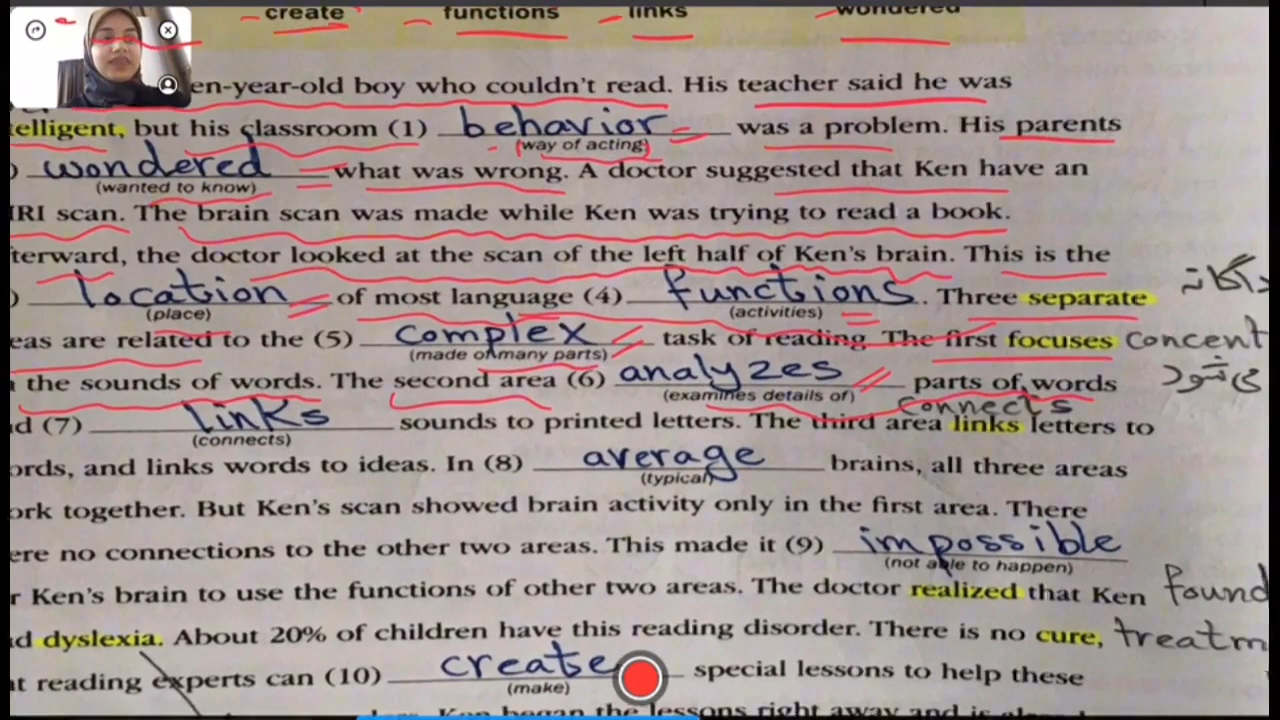 create functions links wondered
en-year-old boy who couldn't read. His teacher said he was
telligent, but his classroom (1) behavior was a problem. His parents
(way of acting)
) wondered what was wrong. A doctor suggested that Ken have an
(wanted to know)
RI scan. The brain scan was made while Ken was trying to read a book.
terward, the doctor looked at the scan of the left half of Ken's brain. This is the
) location of most language (4) functions. Three separate داگانه
(place) (activities)
eas are related to the (5) complex task of reading. The first focuses concent
(made of many parts)
the sounds of words. The second area (6) analyzes parts of words می شود
(examines details of) connects
d (7) links sounds to printed letters. The third area links letters to
(connects)
ords, and links words to ideas. In (8) average brains, all three areas
(typical)
ork together. But Ken's scan showed brain activity only in the first area. There
ere no connections to the other two areas. This made it (9) impossible
(not able to happen)
r Ken's brain to use the functions of other two areas. The doctor realized that Ken found
d dyslexia. About 20% of children have this reading disorder. There is no cure, treatm
t reading experts can (10) create special lessons to help these
(make)
Ken began the lessons right away and is